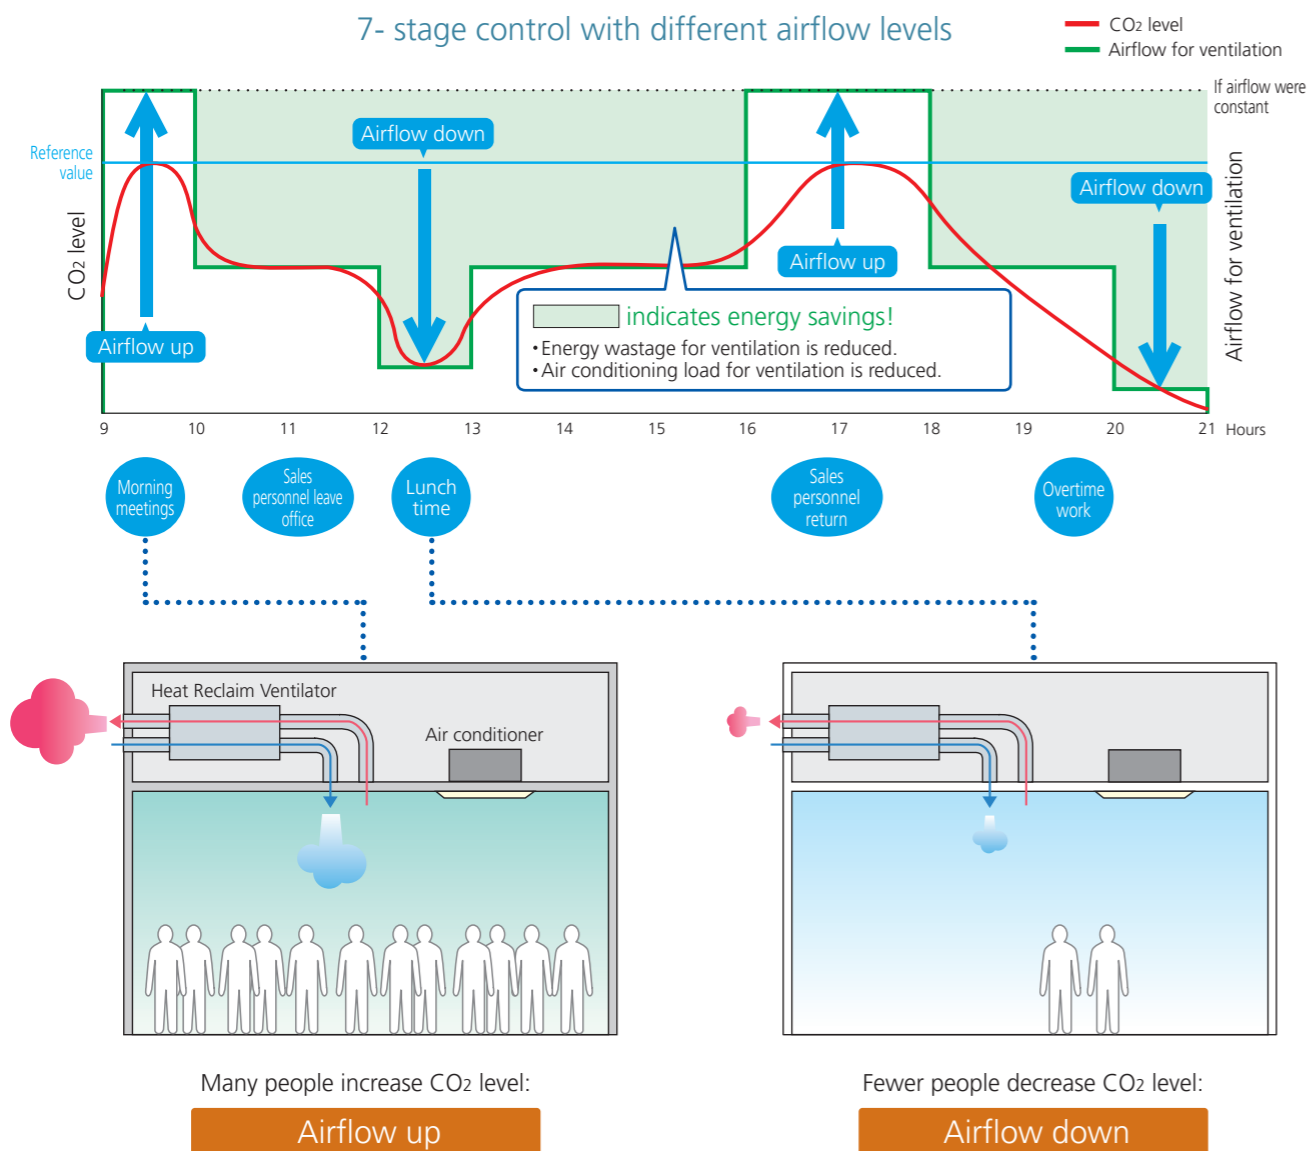 7- stage control with different airflow levels
CO2 level
Airflow for ventilation
If airflow were
constant
Reference
value
CO2 level
Airflow for ventilation
Airflow up
Airflow down
Airflow up
Airflow down
indicates energy savings!
•Energy wastage for ventilation is reduced.
•Air conditioning load for ventilation is reduced.
9 10 11 12 13 14 15 16 17 18 19 20 21 Hours
Morning
meetings
Sales
personnel leave
office
Lunch
time
Sales
personnel
return
Overtime
work
Heat Reclaim Ventilator
Air conditioner
Many people increase CO2 level:
Airflow up
Fewer people decrease CO2 level:
Airflow down